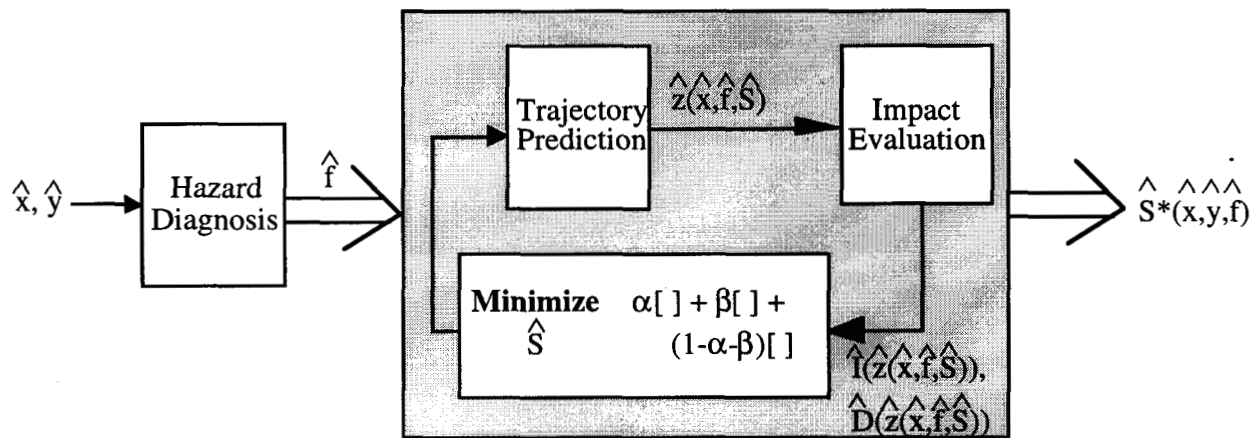 x̂, ŷ
Hazard
Diagnosis
f̂
Trajectory
Prediction
ẑ(x̂,f̂,Ŝ)
Impact
Evaluation
Minimize α[ ] + β[ ] +
Ŝ (1-α-β)[ ]
Î(ẑ(x̂,f̂,Ŝ)),
D̂(ẑ(x̂,f̂,Ŝ))
Ŝ*(x̂,ŷ,f̂)